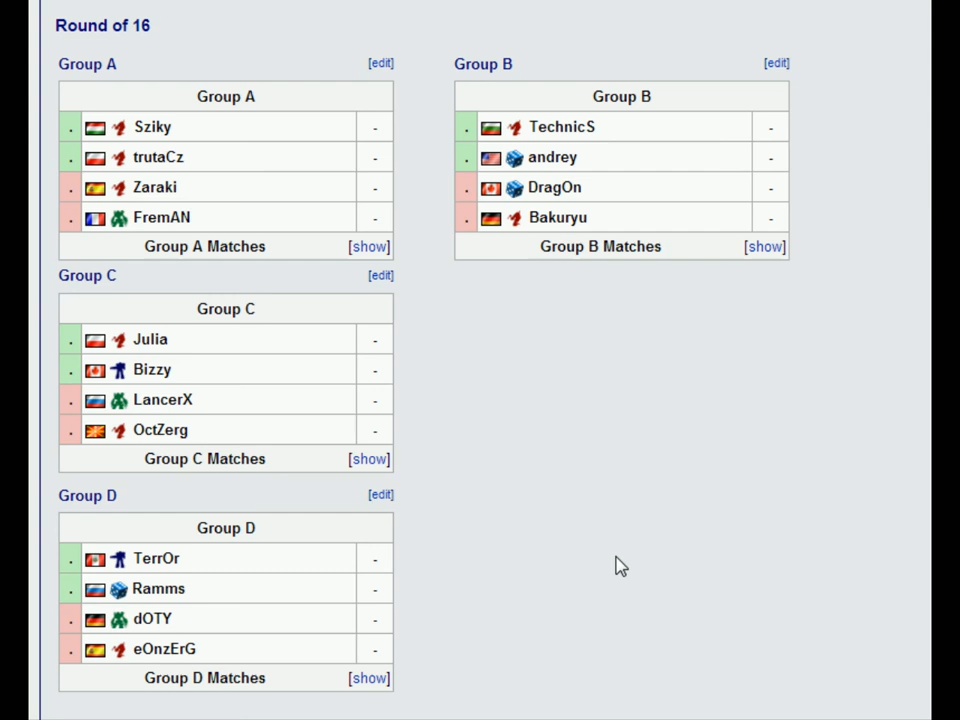 Round of 16
Group A [edit]
Group A
. Sziky -
. trutaCz -
. Zaraki -
. FremAN -
Group A Matches [show]
Group B [edit]
Group B
. TechnicS -
. andrey -
. DragOn -
. Bakuryu -
Group B Matches [show]
Group C [edit]
Group C
. Julia -
. Bizzy -
. LancerX -
. OctZerg -
Group C Matches [show]
Group D [edit]
Group D
. TerrOr -
. Ramms -
. dOTY -
. eOnzErG -
Group D Matches [show]